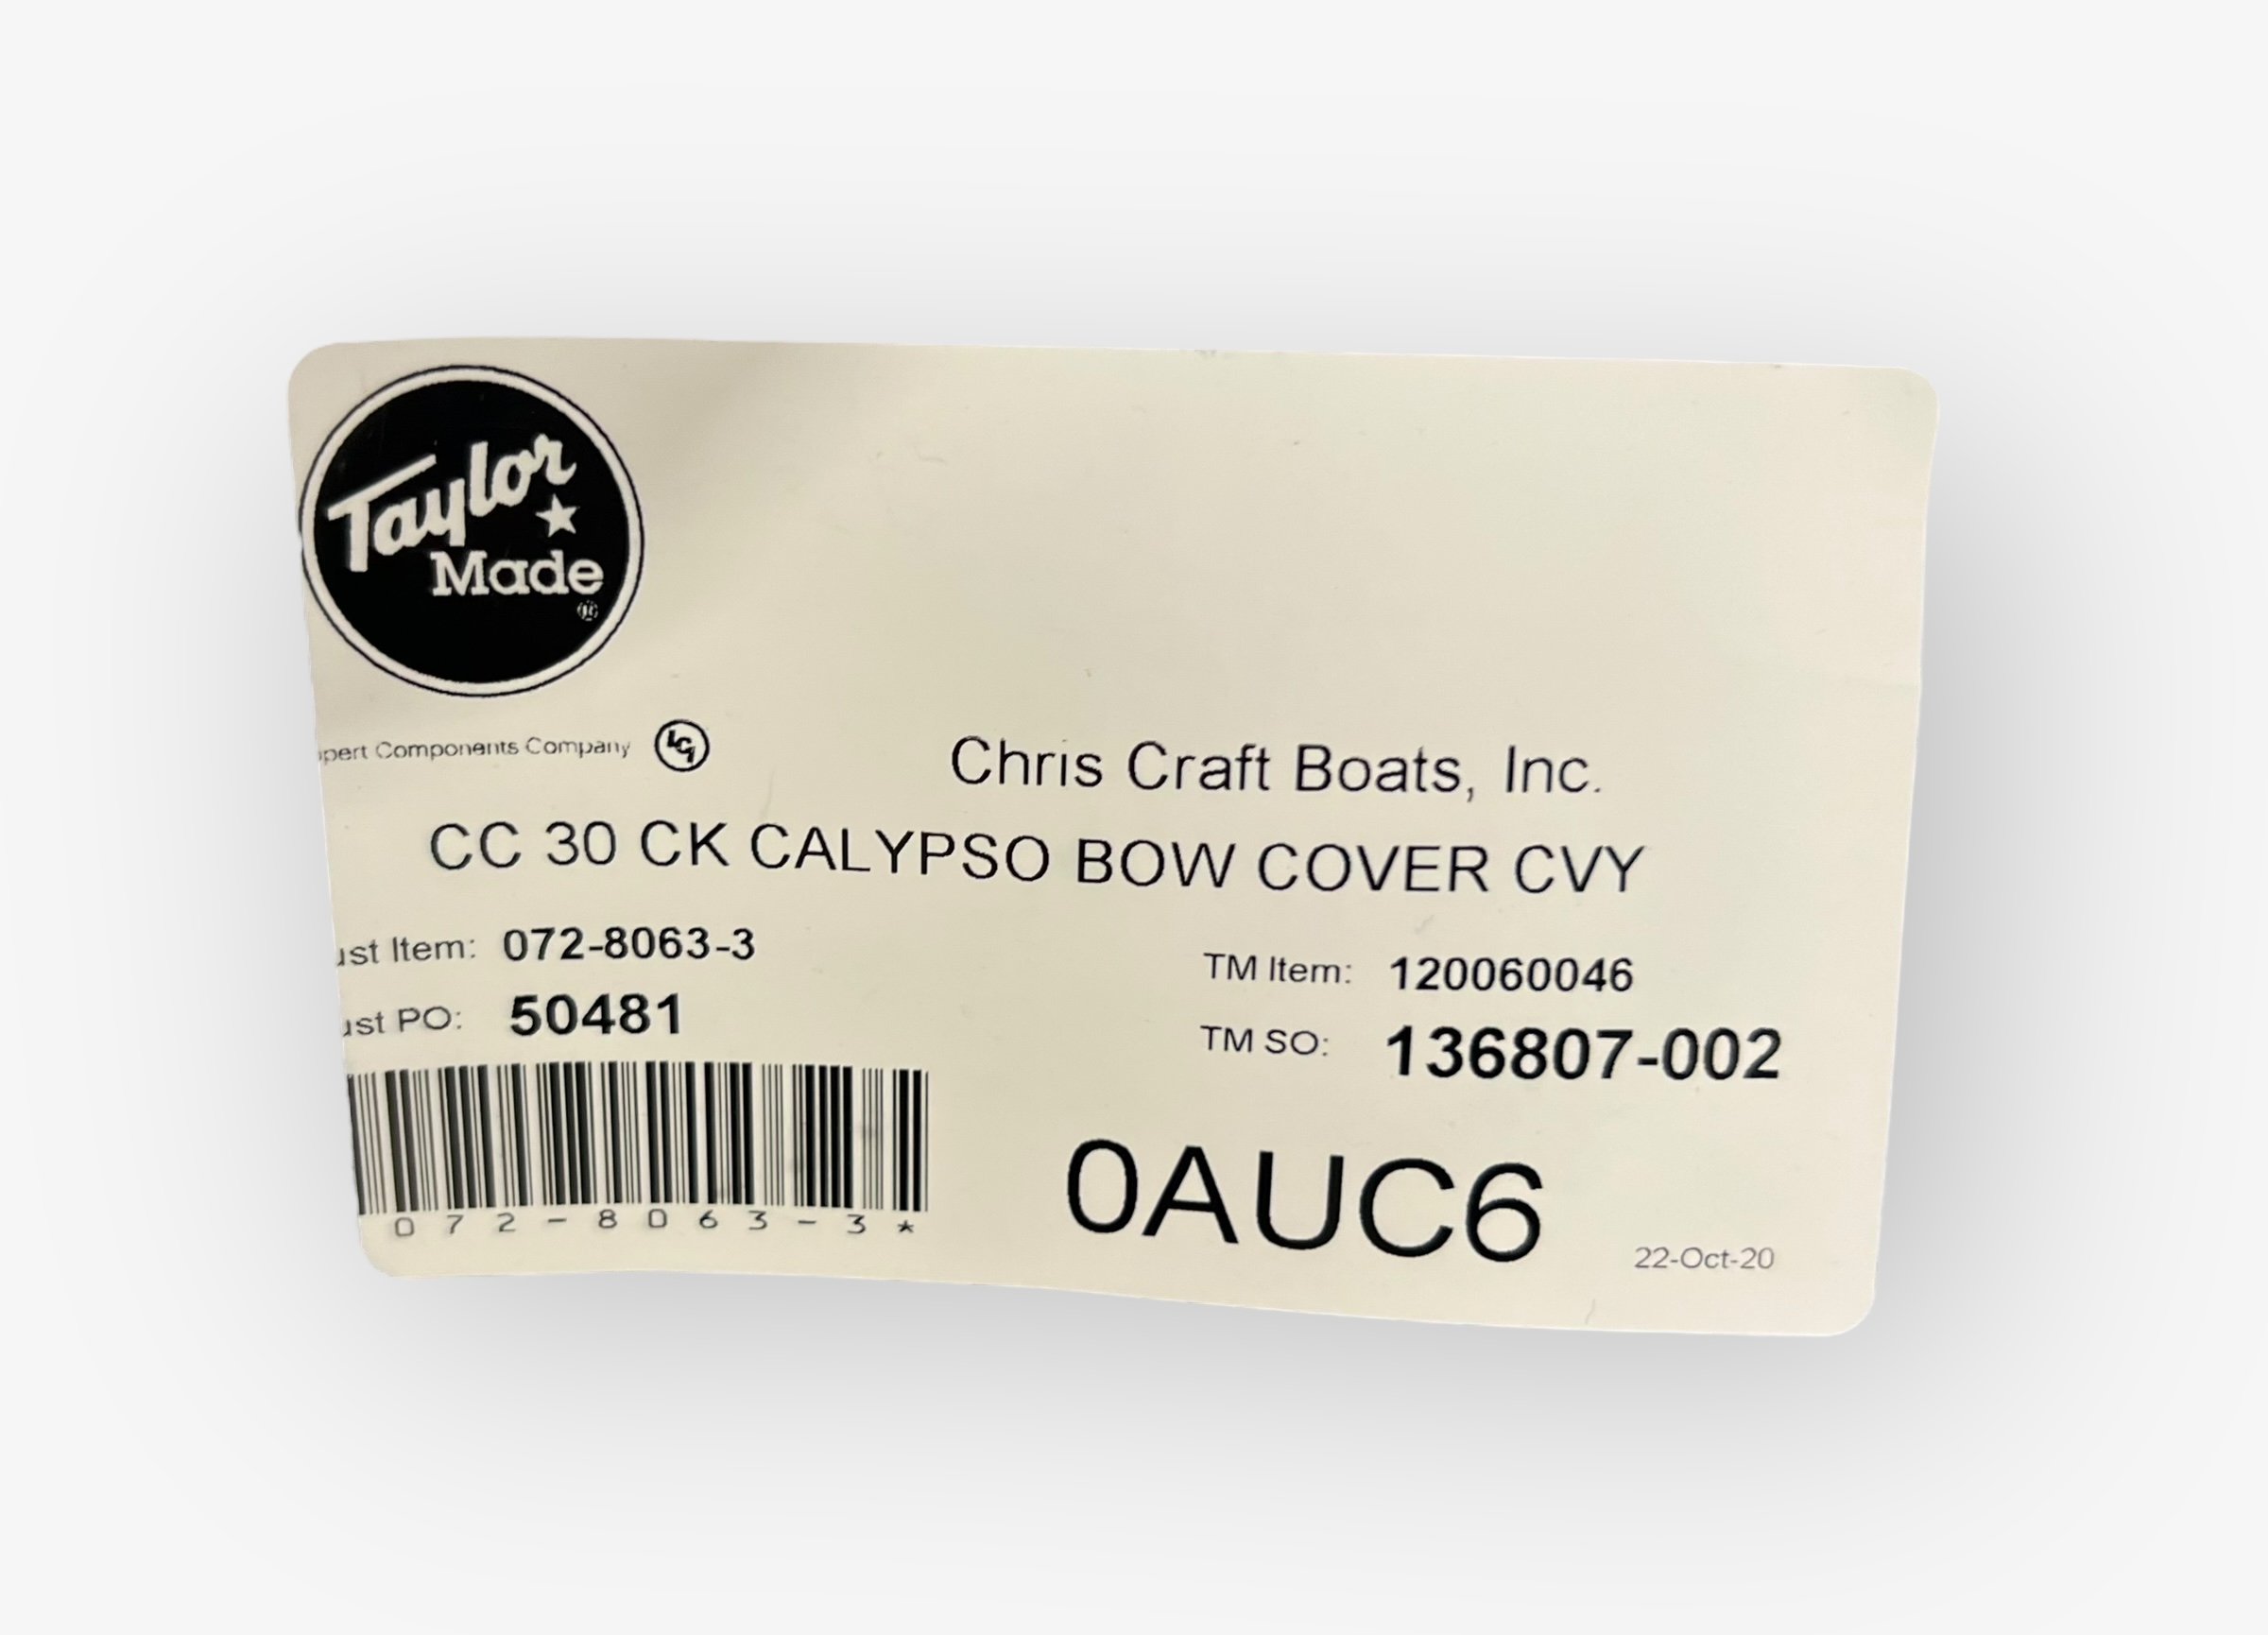 Taylor
Made
®
pert Components Company LCI
Chris Craft Boats, Inc.
CC 30 CK CALYPSO BOW COVER CVY
ust Item: 072-8063-3
TM Item: 120060046
ust PO: 50481
TM SO: 136807-002
072-8063-3*
0AUC6
22-Oct-20